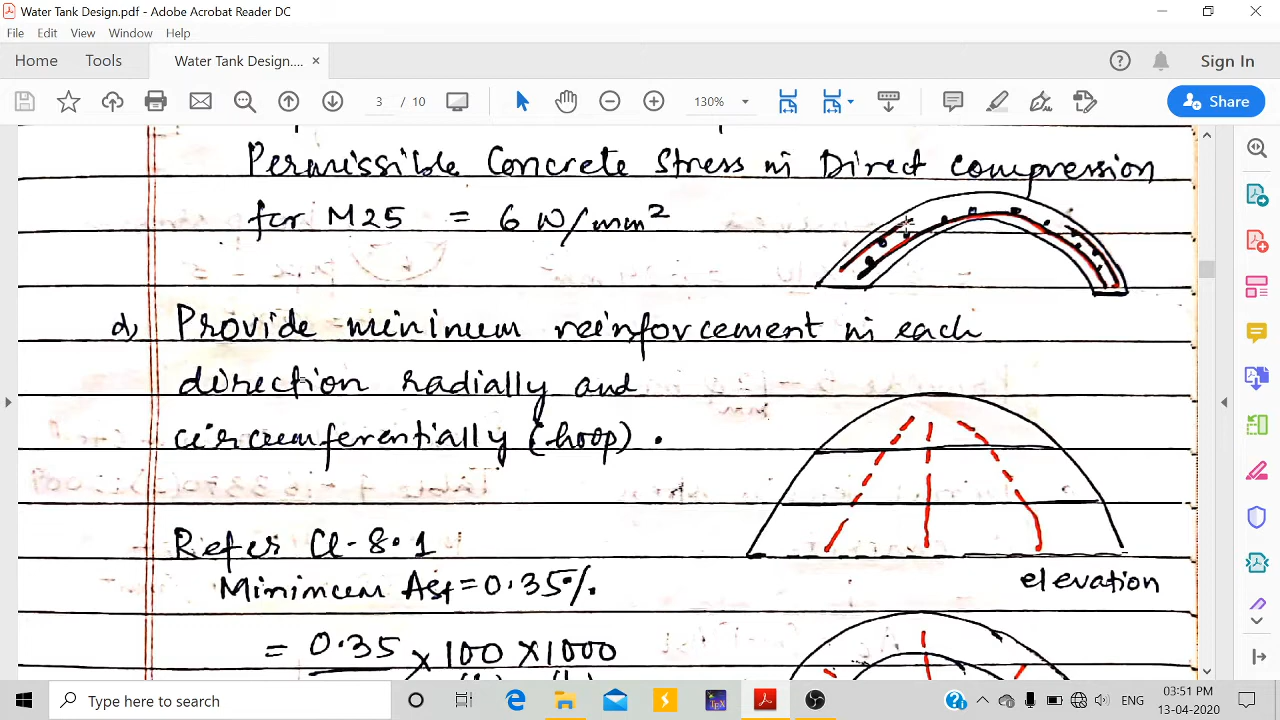 Water Tank Design.pdf - Adobe Acrobat Reader DC
File Edit View Window Help
Home Tools Water Tank Design.... × Sign In
3 / 10 130% Share
Permissible Concrete Stress in Direct compression
for M25 = 6 N/mm²
d) Provide minimum reinforcement in each
direction radially and
circumferentially (hoop).
Refer Cl-8.1
Minimum Ast = 0.35%.
elevation
= 0.35 × 100 × 1000
Type here to search
ENG 03:51 PM
13-04-2020